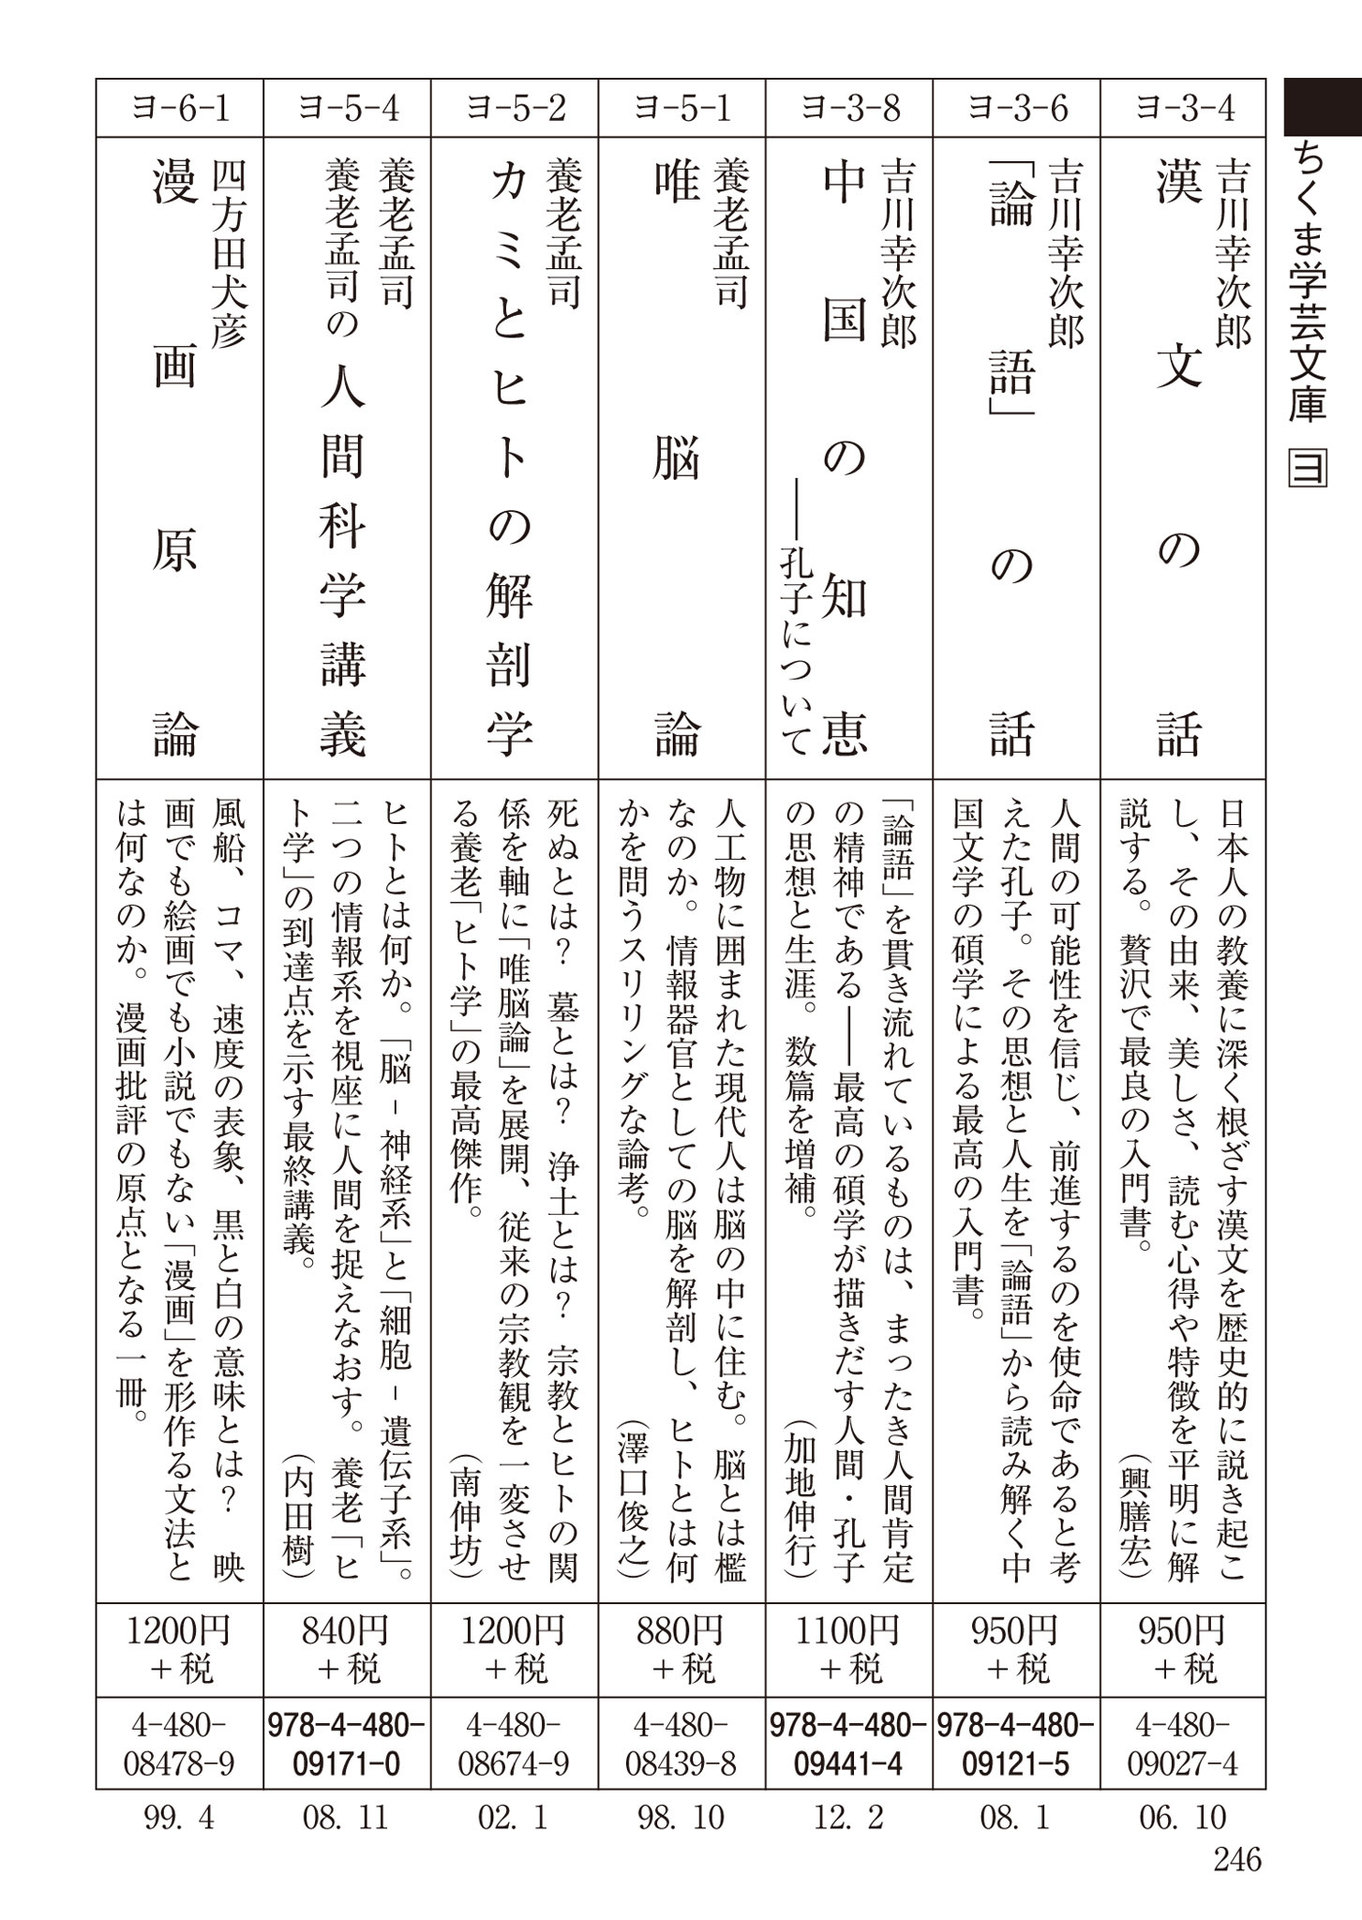 ちくま学芸文庫 ヨ
ヨ-3-4
吉川幸次郎
漢文の話
日本人の教養に深く根ざす漢文を歴史的に説き起こ
し、その由来、美しさ、読む心得や特徴を平明に解
説する。贅沢で最良の入門書。
（興膳宏）
950円
＋税
4-480-
09027-4
06. 10
ヨ-3-6
吉川幸次郎
「論語」の話
人間の可能性を信じ、前進するのを使命であると考
えた孔子。その思想と人生を「論語」から読み解く中
国文学の碩学による最高の入門書。
950円
＋税
978-4-480-
09121-5
08. 1
ヨ-3-8
吉川幸次郎
中国の知恵
――孔子について
「論語」を貫き流れているものは、まったき人間肯定
の精神である――最高の碩学が描きだす人間・孔子
の思想と生涯。数篇を増補。
（加地伸行）
1100円
＋税
978-4-480-
09441-4
12. 2
ヨ-5-1
養老孟司
唯脳論
人工物に囲まれた現代人は脳の中に住む。脳とは檻
なのか。情報器官としての脳を解剖し、ヒトとは何
かを問うスリリングな論考。
（澤口俊之）
880円
＋税
4-480-
08439-8
98. 10
ヨ-5-2
養老孟司
カミとヒトの解剖学
死ぬとは？　墓とは？　浄土とは？　宗教とヒトの関
係を軸に「唯脳論」を展開、従来の宗教観を一変させ
る養老「ヒト学」の最高傑作。
（南伸坊）
1200円
＋税
4-480-
08674-9
02. 1
ヨ-5-4
養老孟司
養老孟司の人間科学講義
ヒトとは何か。「脳－神経系」と「細胞－遺伝子系」。
二つの情報系を視座に人間を捉えなおす。養老「ヒ
ト学」の到達点を示す最終講義。
（内田樹）
840円
＋税
978-4-480-
09171-0
08. 11
ヨ-6-1
四方田犬彦
漫画原論
風船、コマ、速度の表象、黒と白の意味とは？　映
画でも絵画でも小説でもない「漫画」を形作る文法と
は何なのか。漫画批評の原点となる一冊。
1200円
＋税
4-480-
08478-9
99. 4
246